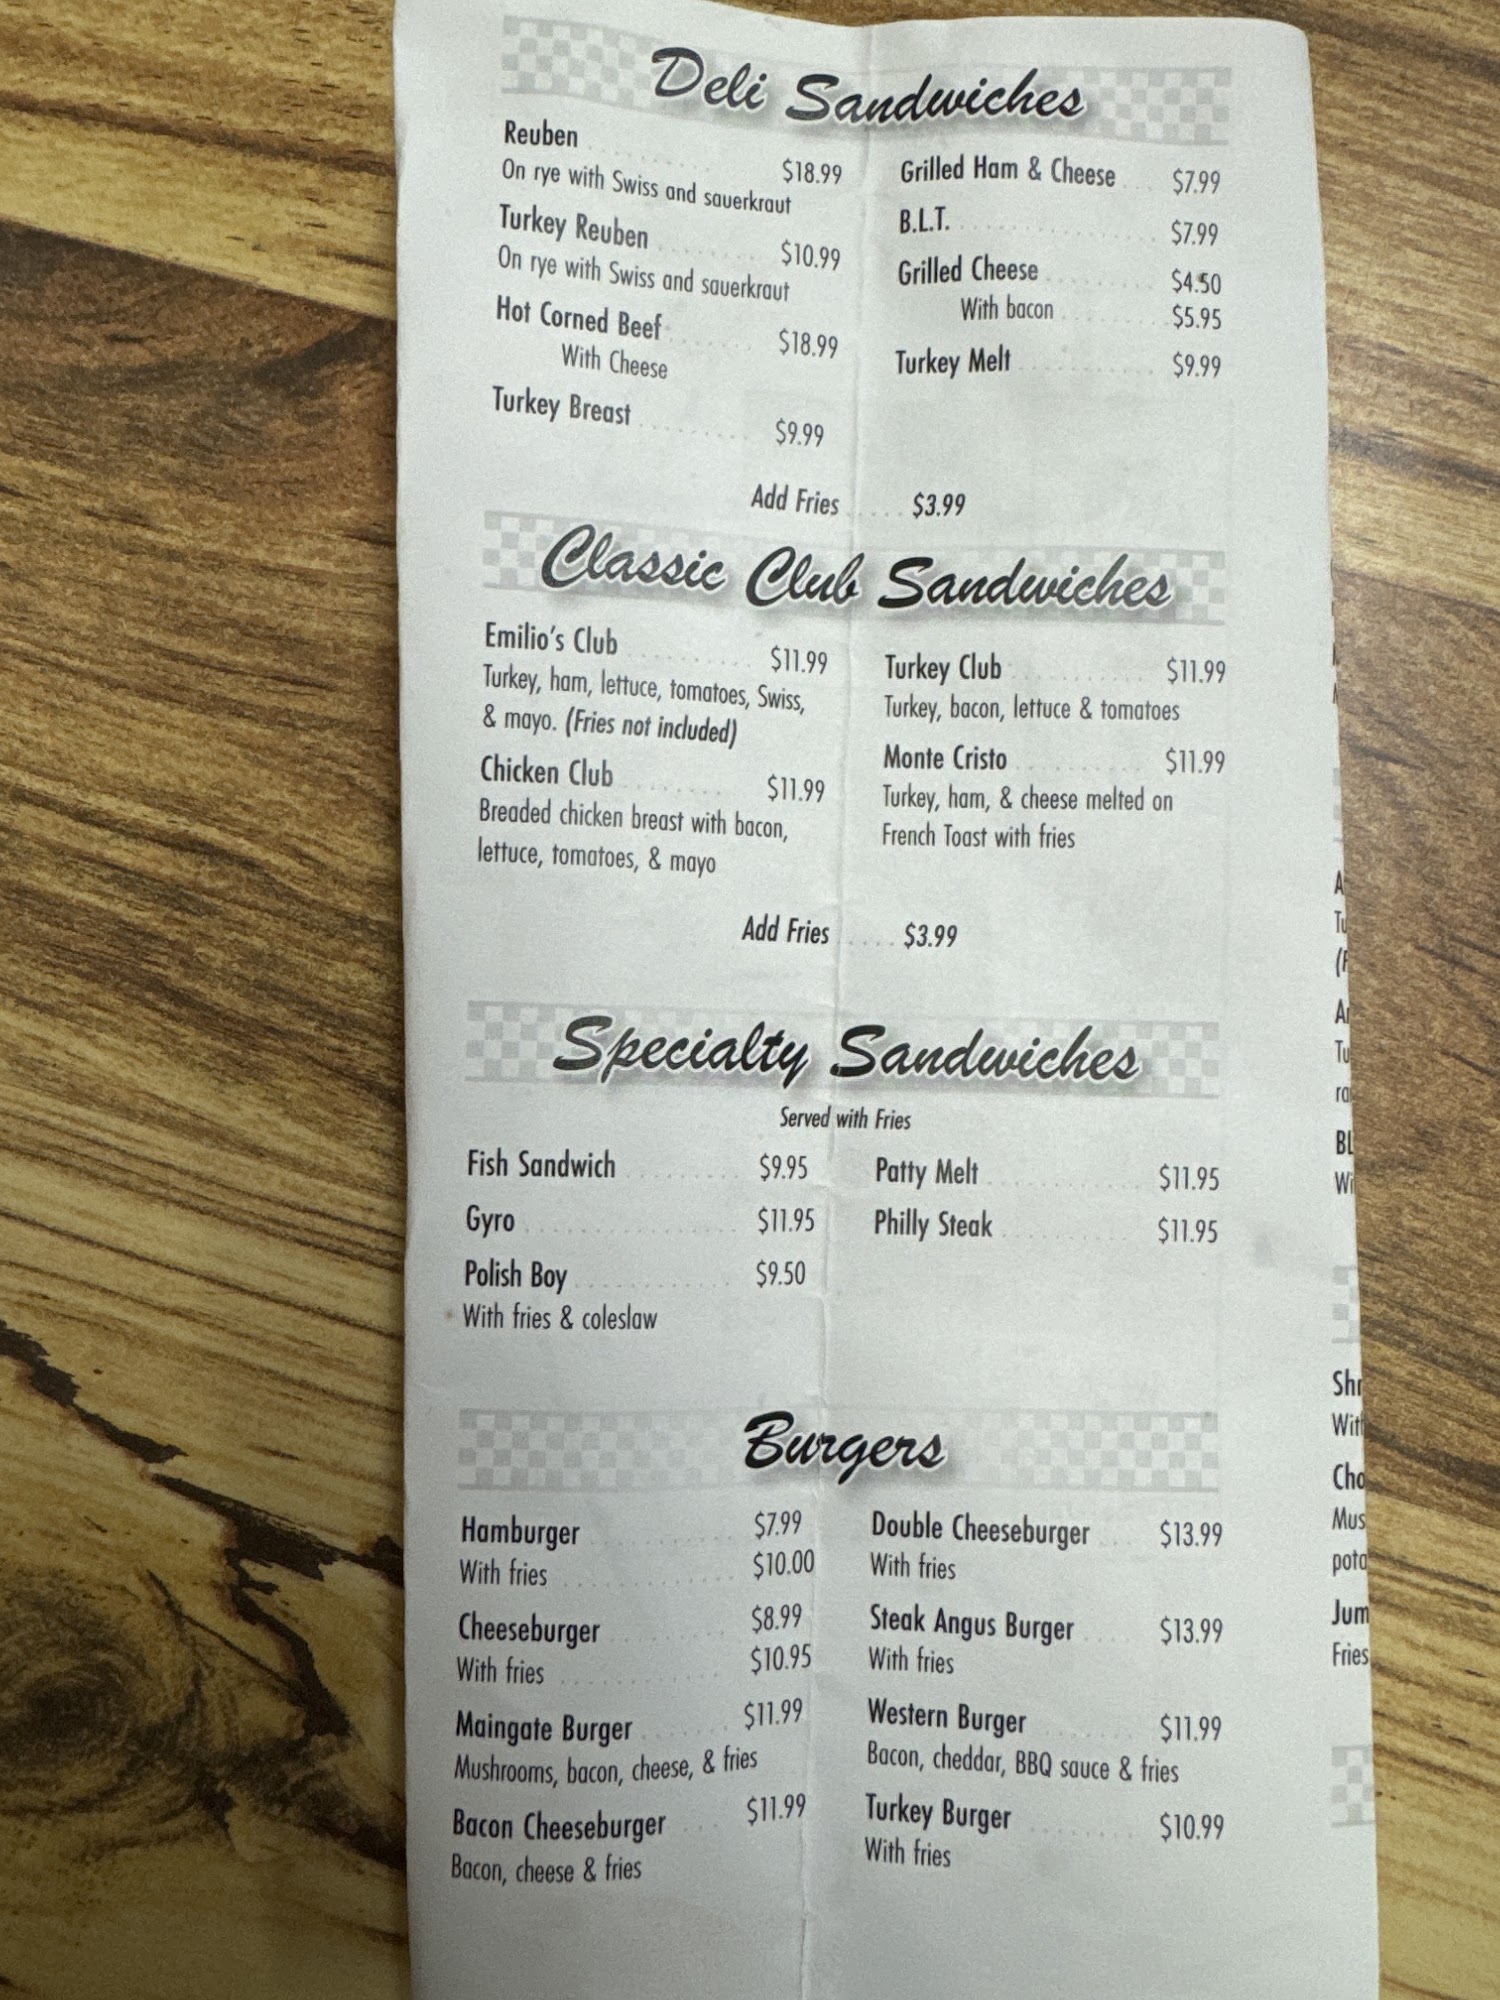 Deli Sandwiches
Reuben $18.99
On rye with Swiss and sauerkraut
Turkey Reuben $10.99
On rye with Swiss and sauerkraut
Hot Corned Beef $18.99
With Cheese
Turkey Breast $9.99
Grilled Ham & Cheese $7.99
B.L.T. $7.99
Grilled Cheese $4.50
With bacon $5.95
Turkey Melt $9.99
Add Fries $3.99
Classic Club Sandwiches
Emilio's Club $11.99
Turkey, ham, lettuce, tomatoes, Swiss,
& mayo. (Fries not included)
Chicken Club $11.99
Breaded chicken breast with bacon,
lettuce, tomatoes, & mayo
Turkey Club $11.99
Turkey, bacon, lettuce & tomatoes
Monte Cristo $11.99
Turkey, ham, & cheese melted on
French Toast with fries
Add Fries $3.99
Specialty Sandwiches
Served with Fries
Fish Sandwich $9.95
Gyro $11.95
Polish Boy $9.50
With fries & coleslaw
Patty Melt $11.95
Philly Steak $11.95
Burgers
Hamburger $7.99
With fries $10.00
Cheeseburger $8.99
With fries $10.95
Maingate Burger $11.99
Mushrooms, bacon, cheese, & fries
Bacon Cheeseburger $11.99
Bacon, cheese & fries
Double Cheeseburger $13.99
With fries
Steak Angus Burger $13.99
With fries
Western Burger $11.99
Bacon, cheddar, BBQ sauce & fries
Turkey Burger $10.99
With fries
Fries